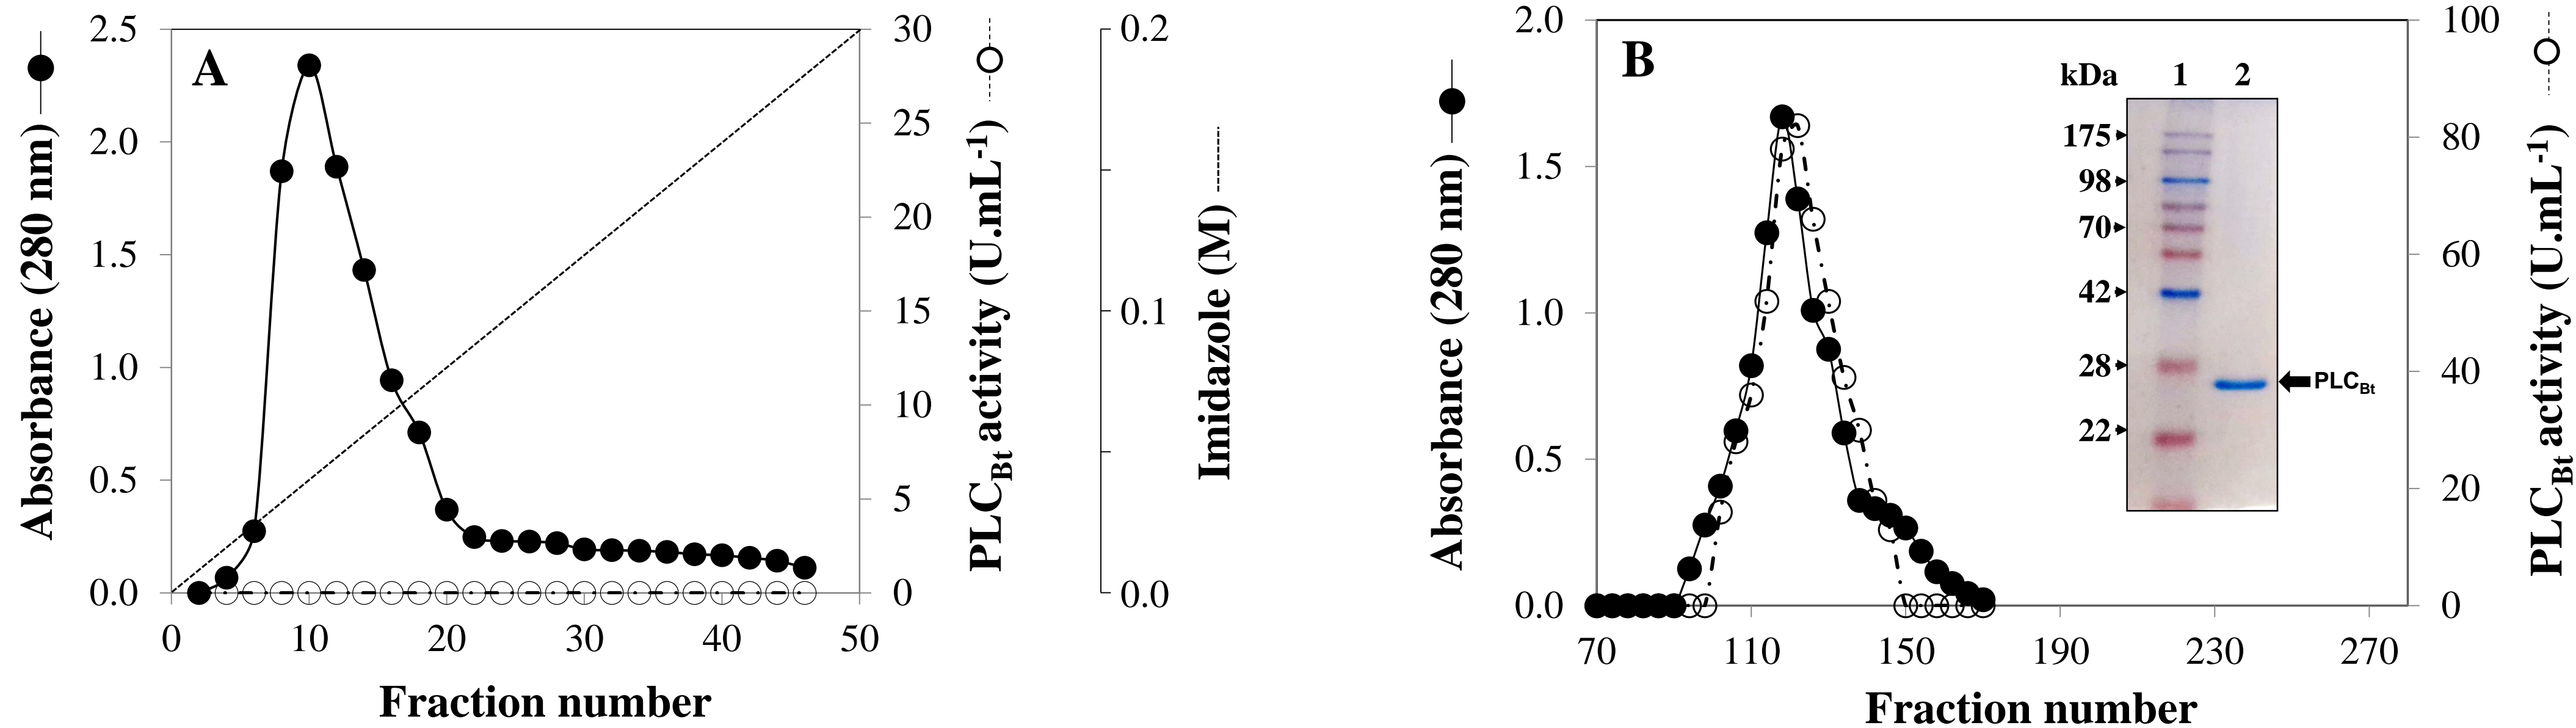 A
Absorbance (280 nm)
2.5
2.0
1.5
1.0
0.5
0.0
0 10 20 30 40 50
Fraction number
30
25
20
15
10
5
0
PLCBt activity (U.mL-1)
0.2
0.1
0.0
Imidazole (M)
B
Absorbance (280 nm)
2.0
1.5
1.0
0.5
0.0
70 110 150 190 230 270
Fraction number
kDa 1 2
175
98
70
42
28
22
PLCBt
100
80
60
40
20
0
PLCBt activity (U.mL-1)